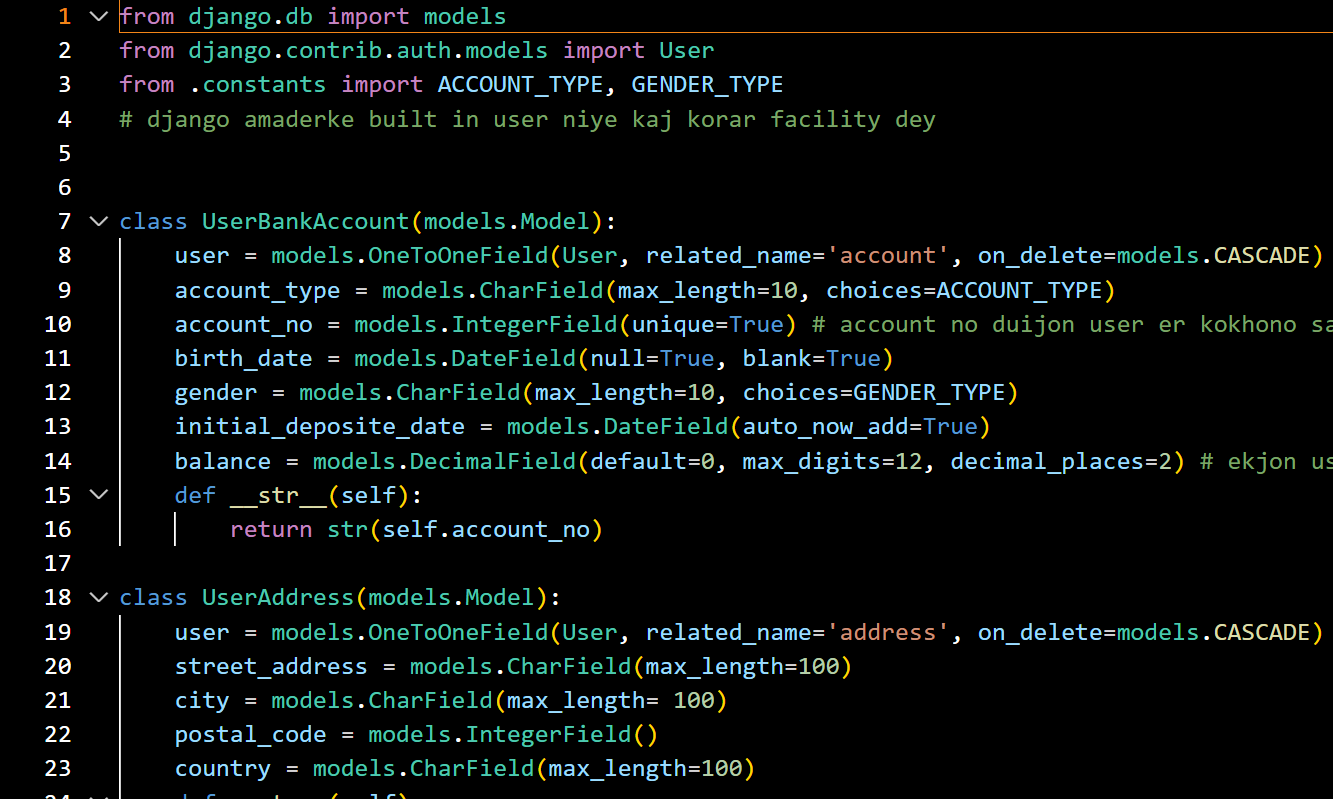 1 from django.db import models
2 from django.contrib.auth.models import User
3 from .constants import ACCOUNT_TYPE, GENDER_TYPE
4 # django amaderke built in user niye kaj korar facility dey
5
6
7 class UserBankAccount(models.Model):
8 user = models.OneToOneField(User, related_name='account', on_delete=models.CASCADE)
9 account_type = models.CharField(max_length=10, choices=ACCOUNT_TYPE)
10 account_no = models.IntegerField(unique=True) # account no duijon user er kokhono
11 birth_date = models.DateField(null=True, blank=True)
12 gender = models.CharField(max_length=10, choices=GENDER_TYPE)
13 initial_deposite_date = models.DateField(auto_now_add=True)
14 balance = models.DecimalField(default=0, max_digits=12, decimal_places=2) # ekjon
15 def __str__(self):
16 return str(self.account_no)
17
18 class UserAddress(models.Model):
19 user = models.OneToOneField(User, related_name='address', on_delete=models.CASCADE)
20 street_address = models.CharField(max_length=100)
21 city = models.CharField(max_length= 100)
22 postal_code = models.IntegerField()
23 country = models.CharField(max_length=100)